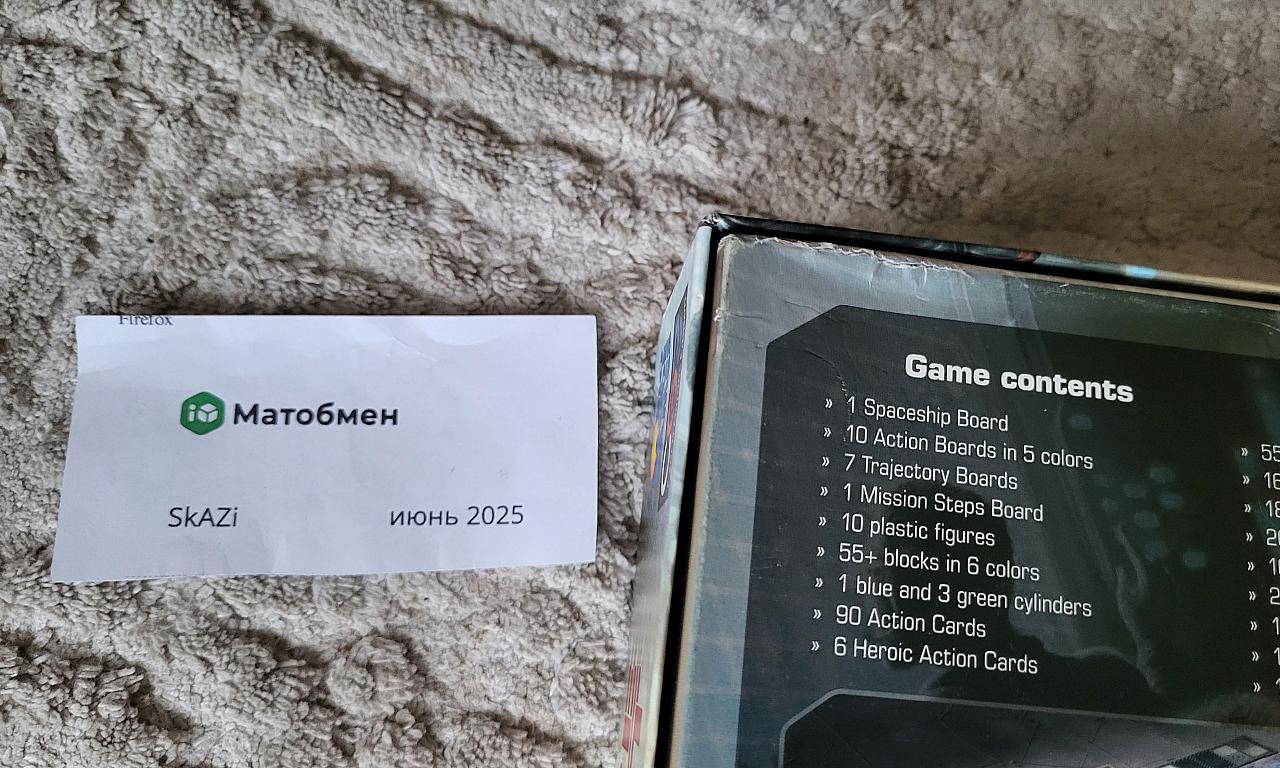 Firefox
Матобмен
SkAZi июнь 2025
Game contents
» 1 Spaceship Board
» 10 Action Boards in 5 colors
» 7 Trajectory Boards
» 1 Mission Steps Board
» 10 plastic figures
» 55+ blocks in 6 colors
» 1 blue and 3 green cylinders
» 90 Action Cards
» 6 Heroic Action Cards